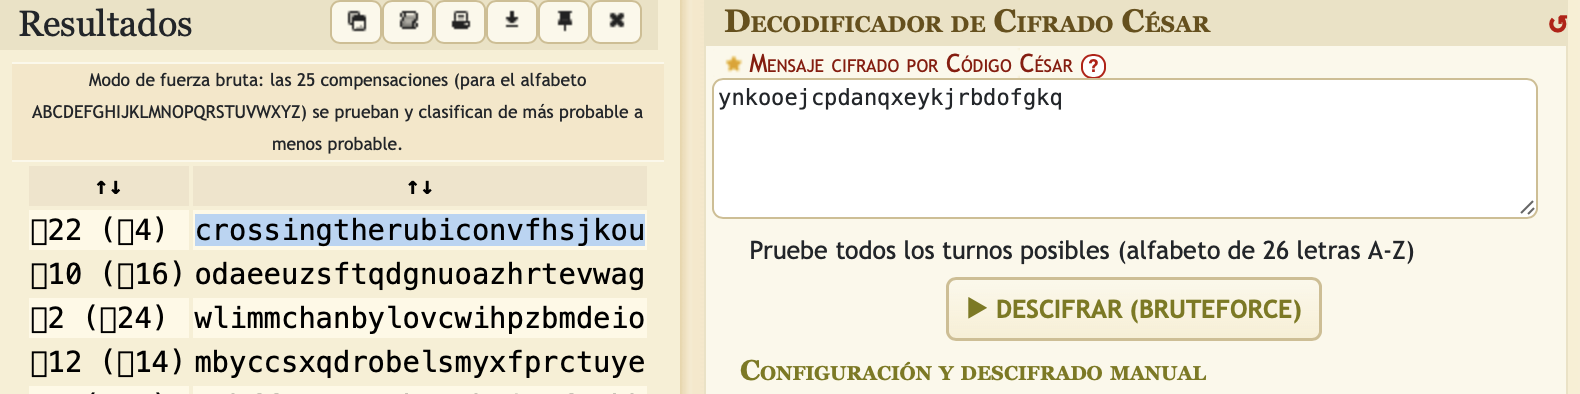 Resultados
Modo de fuerza bruta: las 25 compensaciones (para el alfabeto
ABCDEFGHIJKLMNOPQRSTUVWXYZ) se prueban y clasifican de más probable a
menos probable.
↑↓ ↑↓
▯22 (▯4) crossingtherubiconvfhsjkou
▯10 (▯16) odaeeuzsftqdgnuoazhrtevwag
▯2 (▯24) wlimmchanbylovcwihpzbmdeio
▯12 (▯14) mbyccsxqdrobelsmyxfprctuye
Decodificador de Cifrado César
Mensaje cifrado por Código César (?)
ynkooejcpdanqxeykjrbdofgkq
Pruebe todos los turnos posibles (alfabeto de 26 letras A-Z)
▶ DESCIFRAR (BRUTEFORCE)
Configuración y descifrado manual